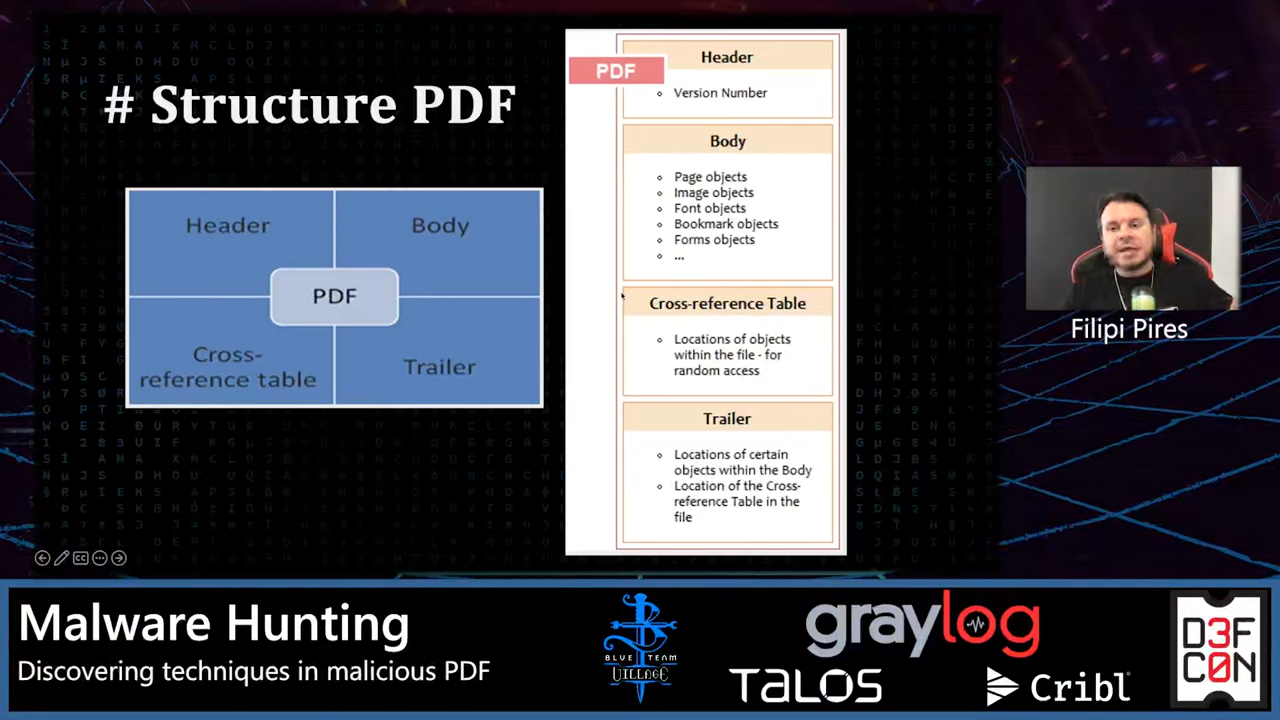 # Structure PDF
Header
Body
PDF
Cross-
reference table
Trailer
PDF
Header
Version Number
Body
Page objects
Image objects
Font objects
Bookmark objects
Forms objects
...
Cross-reference Table
Locations of objects
within the file - for
random access
Trailer
Locations of certain
objects within the Body
Location of the Cross-
reference Table in the
file
Filipi Pires
CC
Malware Hunting
Discovering techniques in malicious PDF
BLUE TEAM
VILLAGE
graylog
TALOS
Cribl
D3F
C0N